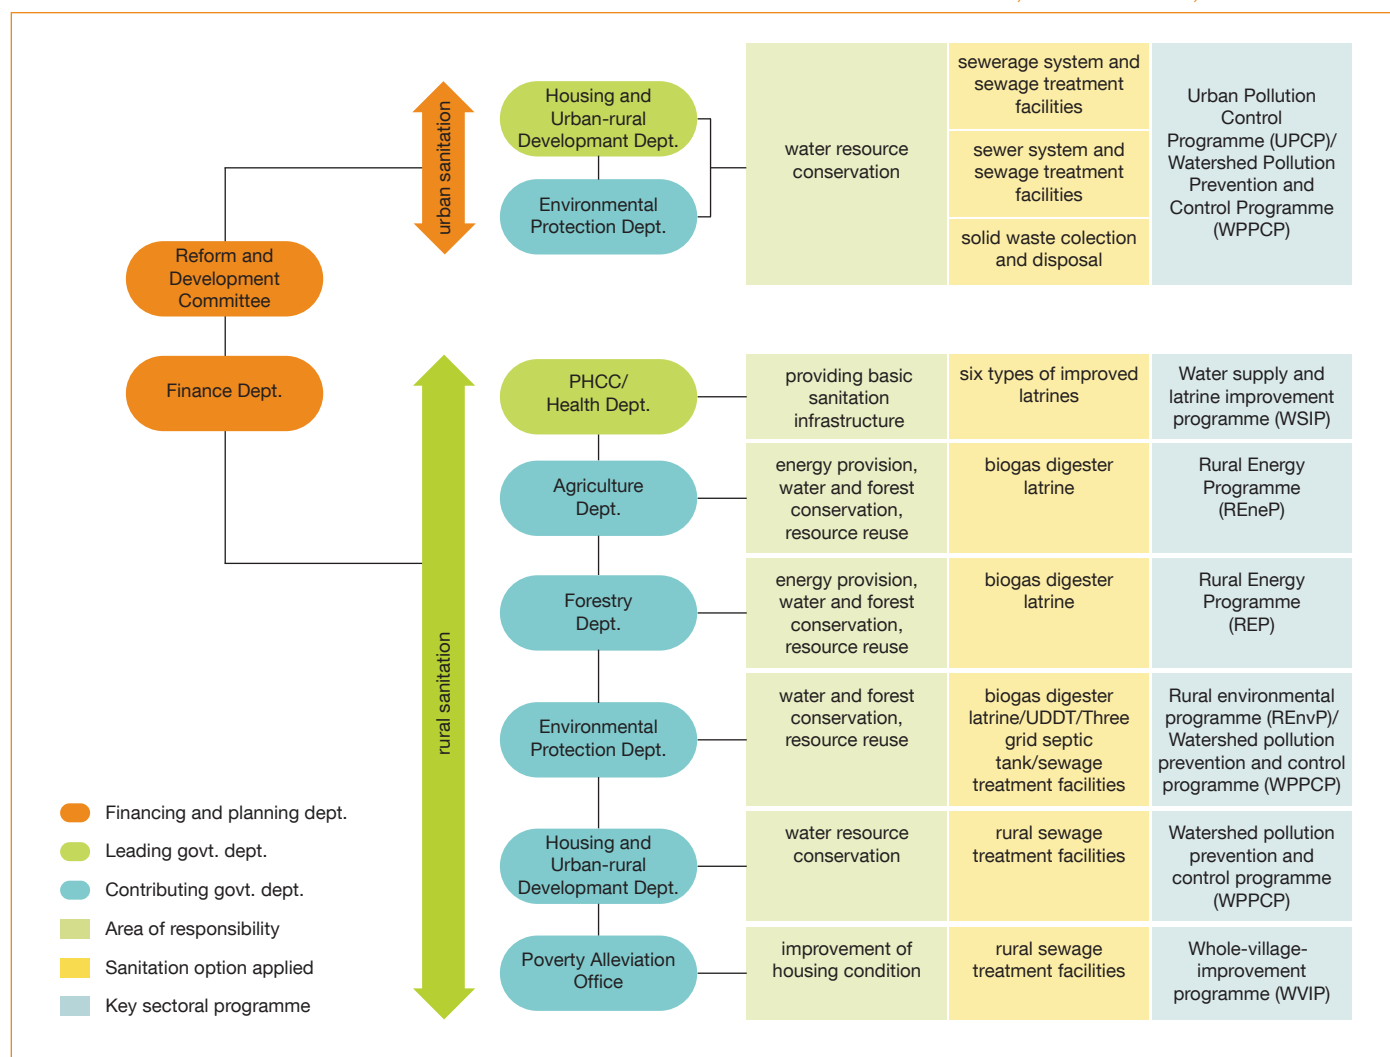 urban sanitation
Housing and
Urban-rural
Developmant Dept.
Environmental
Protection Dept.
water resource
conservation
sewerage system and
sewage treatment
facilities
sewer system and
sewage treatment
facilities
solid waste colection
and disposal
Urban Pollution
Control
Programme (UPCP)/
Watershed Pollution
Prevention and
Control Programme
(WPPCP)
Reform and
Development
Committee
Finance Dept.
rural sanitation
PHCC/
Health Dept.
providing basic
sanitation
infrastructure
six types of improved
latrines
Water supply and
latrine improvement
programme (WSIP)
Agriculture
Dept.
energy provision,
water and forest
conservation,
resource reuse
biogas digester
latrine
Rural Energy
Programme
(REneP)
Forestry
Dept.
energy provision,
water and forest
conservation,
resource reuse
biogas digester
latrine
Rural Energy
Programme
(REP)
Environmental
Protection Dept.
water and forest
conservation,
resource reuse
biogas digester
latrine/UDDT/Three
grid septic
tank/sewage
treatment facilities
Rural environmental
programme (REnvP)/
Watershed pollution
prevention and control
programme (WPPCP)
Housing and
Urban-rural
Development Dept.
water resource
conservation
rural sewage
treatment facilities
Watershed pollution
prevention and
control programme
(WPPCP)
Poverty Alleviation
Office
improvement of
housing condition
rural sewage
treatment facilities
Whole-village-
improvement
programme (WVIP)
Financing and planning dept.
Leading govt. dept.
Contributing govt. dept.
Area of responsibility
Sanitation option applied
Key sectoral programme